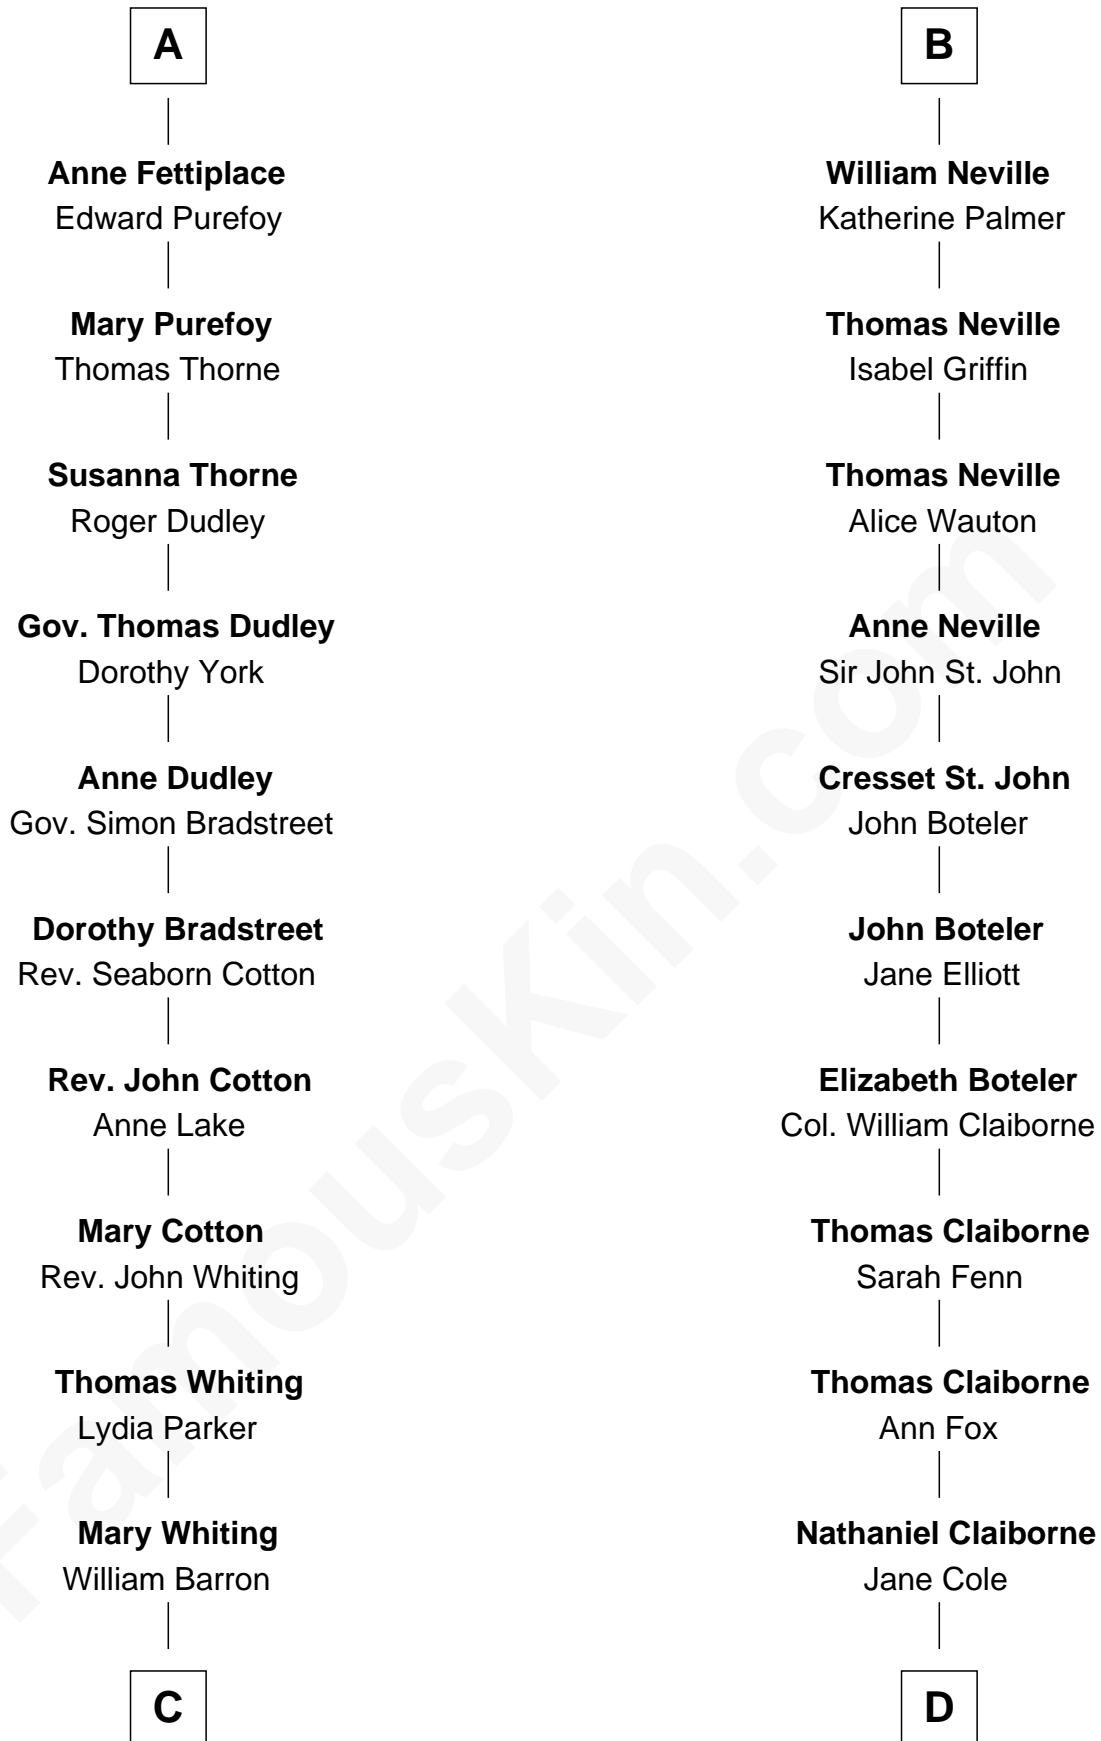 A
Anne Fettiplace
Edward Purefoy
Mary Purefoy
Thomas Thorne
Susanna Thorne
Roger Dudley
Gov. Thomas Dudley
Dorothy York
Anne Dudley
Gov. Simon Bradstreet
Dorothy Bradstreet
Rev. Seaborn Cotton
Rev. John Cotton
Anne Lake
Mary Cotton
Rev. John Whiting
Thomas Whiting
Lydia Parker
Mary Whiting
William Barron
C
B
William Neville
Katherine Palmer
Thomas Neville
Isabel Griffin
Thomas Neville
Alice Wauton
Anne Neville
Sir John St. John
Cresset St. John
John Boteler
John Boteler
Jane Elliott
Elizabeth Boteler
Col. William Claiborne
Thomas Claiborne
Sarah Fenn
Thomas Claiborne
Ann Fox
Nathaniel Claiborne
Jane Cole
D
FamousKin.com